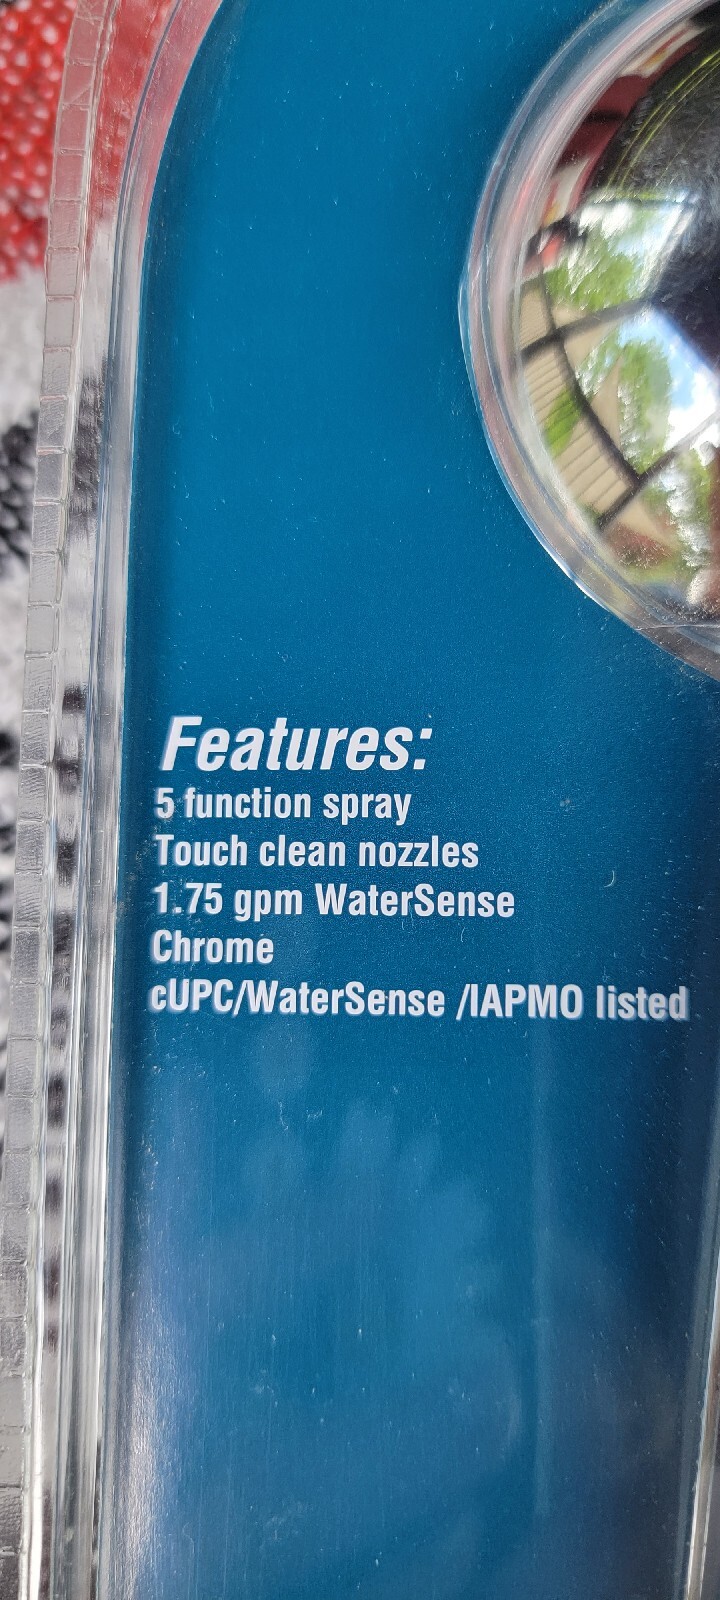 Features:
5 function spray
Touch clean nozzles
1.75 gpm WaterSense
Chrome
cUPC/WaterSense /IAPMO listed